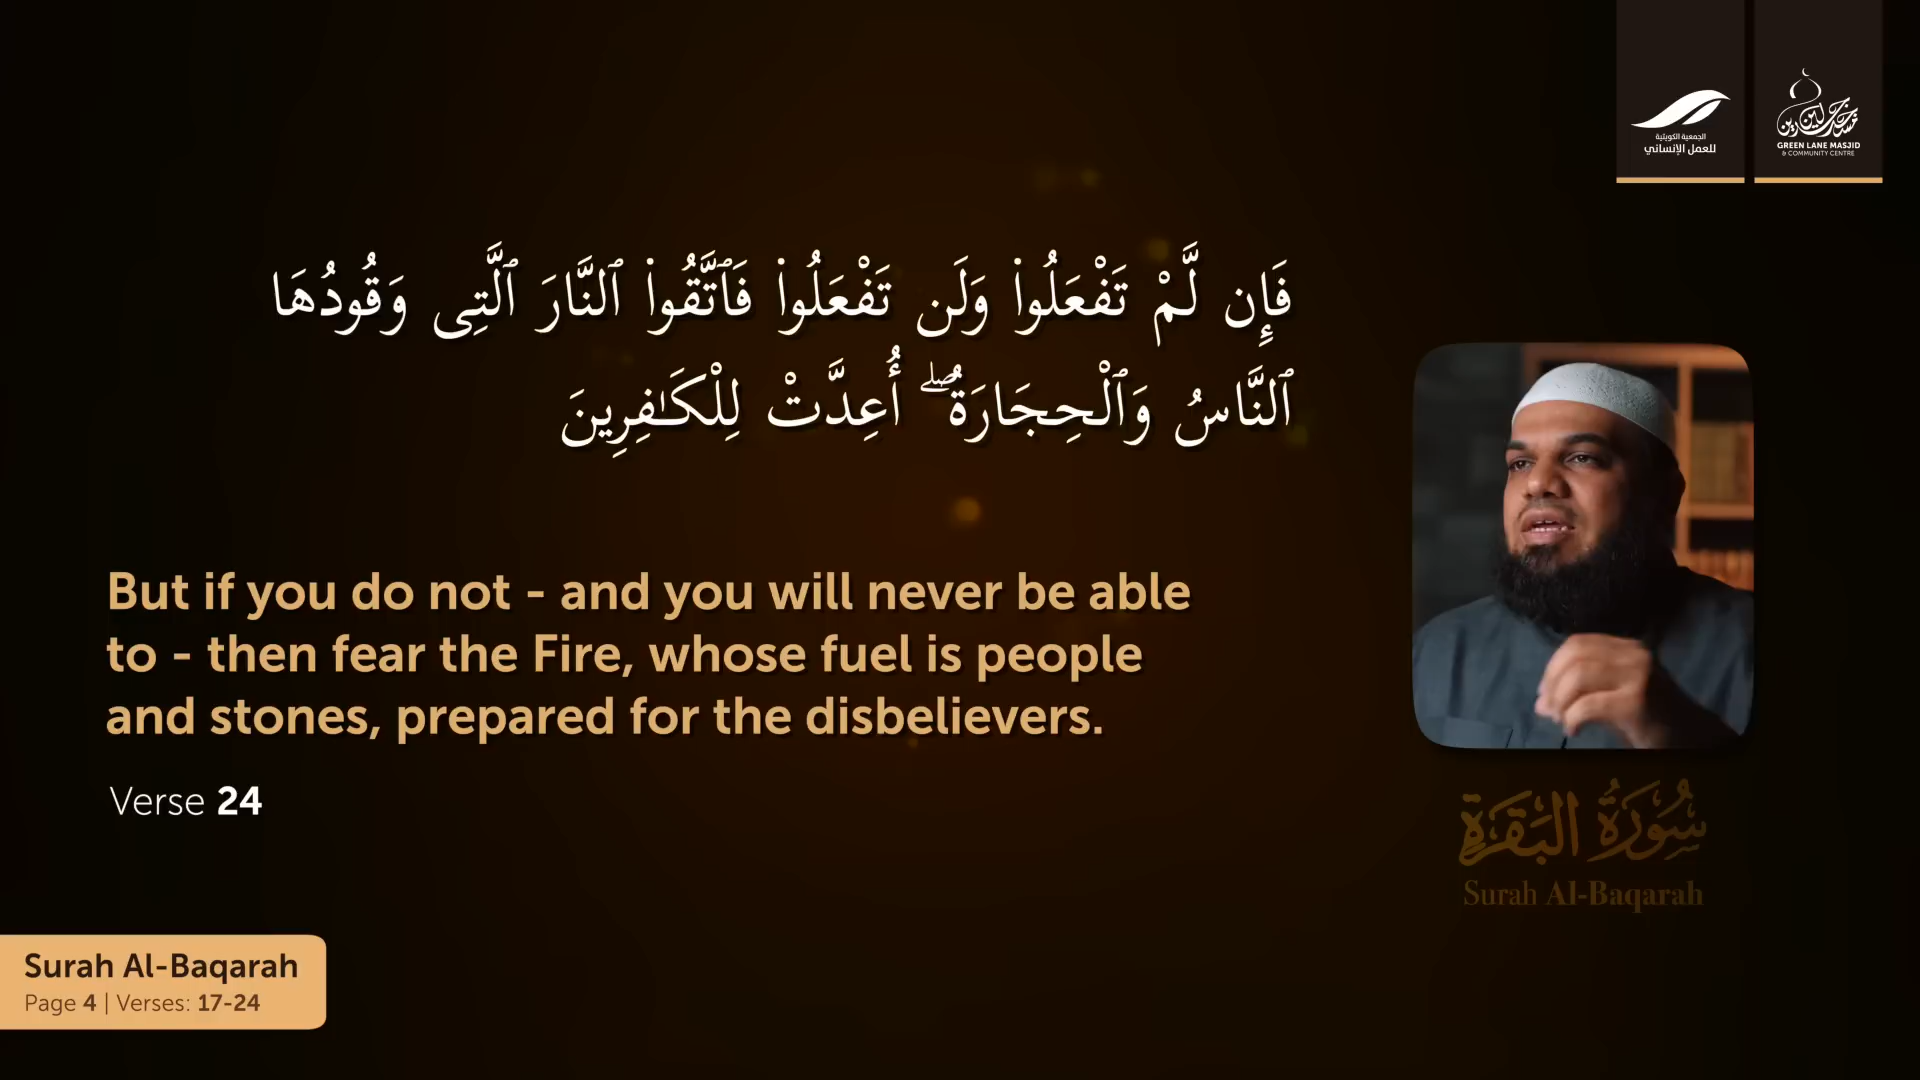 الجمعية الكويتية
للعمل الإنساني
GREEN LANE MASJID
& COMMUNITY CENTRE
فَإِن لَّمْ تَفْعَلُوا۟ وَلَن تَفْعَلُوا۟ فَٱتَّقُوا۟ ٱلنَّارَ ٱلَّتِى وَقُودُهَا
ٱلنَّاسُ وَٱلْحِجَارَةُ ۖ أُعِدَّتْ لِلْكَـٰفِرِينَ
But if you do not - and you will never be able
to - then fear the Fire, whose fuel is people
and stones, prepared for the disbelievers.
Verse 24
سُورَةُ البَقَرَةِ
Surah Al-Baqarah
Surah Al-Baqarah
Page 4 | Verses: 17-24